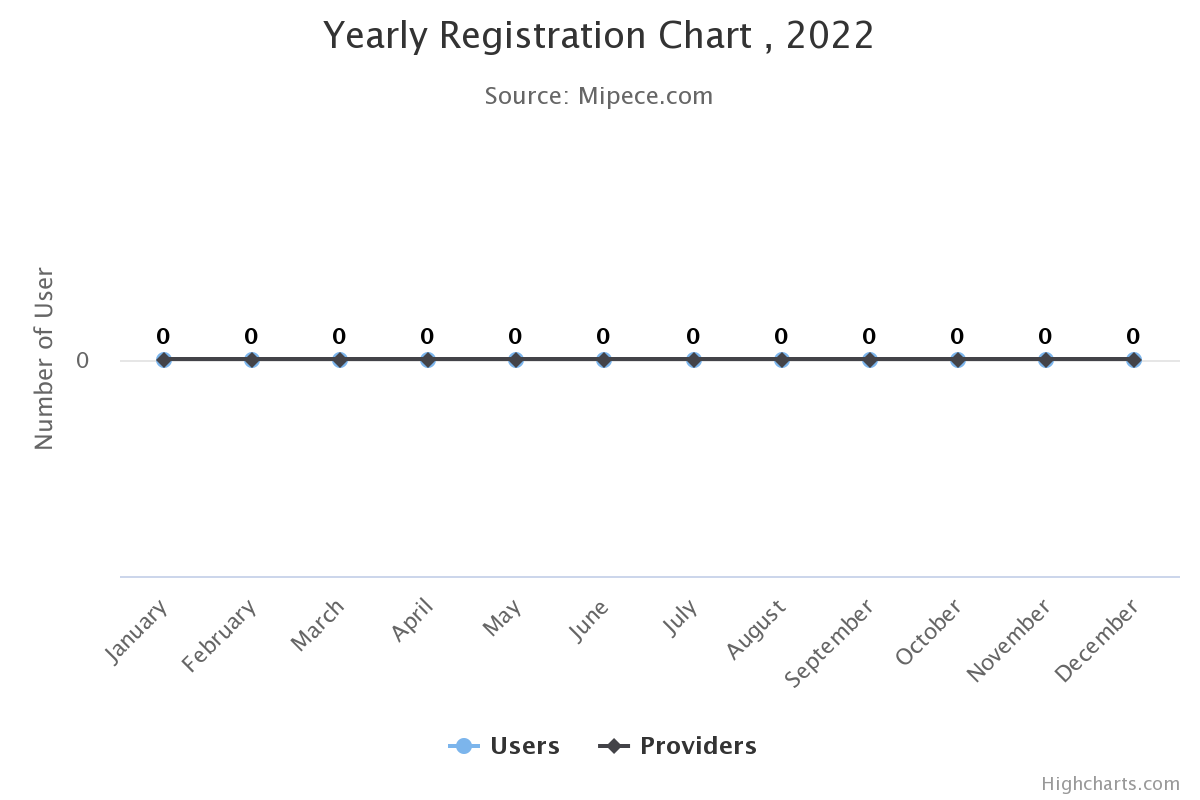 Yearly Registration Chart , 2022
Source: Mipece.com
Number of User
0 0 0 0 0 0 0 0 0 0 0 0
0
January February March April May June July August September October November December
Users Providers
Highcharts.com